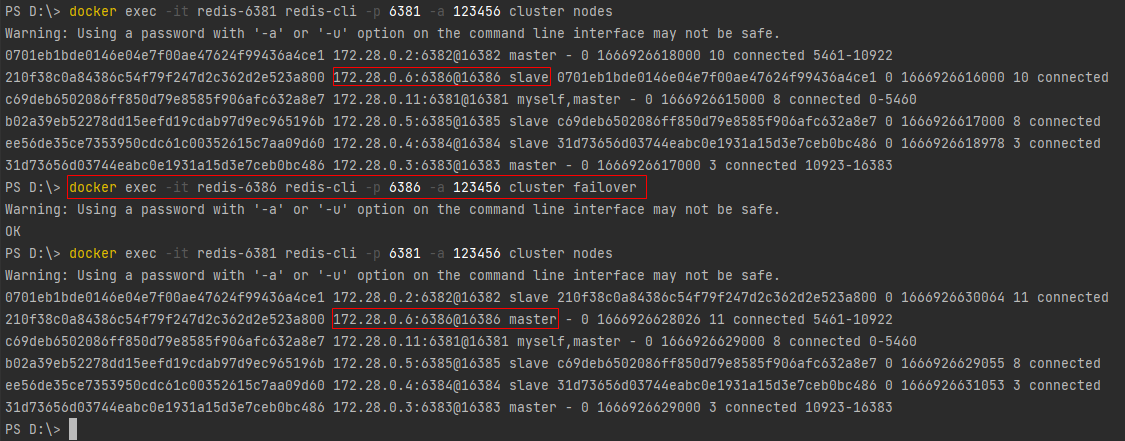 PS D:\> docker exec -it redis-6381 redis-cli -p 6381 -a 123456 cluster nodes
Warning: Using a password with '-a' or '-u' option on the command line interface may not be safe.
0701eb1bde0146e04e7f00ae47624f99436a4ce1 172.28.0.2:6382@16382 master - 0 1666926618000 10 connected 5461-10922
210f38c0a84386c54f79f247d2c362d2e523a800 172.28.0.6:6386@16386 slave 0701eb1bde0146e04e7f00ae47624f99436a4ce1 0 1666926616000 10 connected
c69deb6502086ff850d79e8585f906afc632a8e7 172.28.0.11:6381@16381 myself,master - 0 1666926615000 8 connected 0-5460
b02a39eb52278dd15eefd19cdab97d9ec965196b 172.28.0.5:6385@16385 slave c69deb6502086ff850d79e8585f906afc632a8e7 0 1666926617000 8 connected
ee56de35ce7353950cdc61c00352615c7aa09d60 172.28.0.4:6384@16384 slave 31d73656d03744eabc0e1931a15d3e7ceb0bc486 0 1666926618978 3 connected
31d73656d03744eabc0e1931a15d3e7ceb0bc486 172.28.0.3:6383@16383 master - 0 1666926617000 3 connected 10923-16383
PS D:\> docker exec -it redis-6386 redis-cli -p 6386 -a 123456 cluster failover
Warning: Using a password with '-a' or '-u' option on the command line interface may not be safe.
OK
PS D:\> docker exec -it redis-6381 redis-cli -p 6381 -a 123456 cluster nodes
Warning: Using a password with '-a' or '-u' option on the command line interface may not be safe.
0701eb1bde0146e04e7f00ae47624f99436a4ce1 172.28.0.2:6382@16382 slave 210f38c0a84386c54f79f247d2c362d2e523a800 0 1666926630064 11 connected
210f38c0a84386c54f79f247d2c362d2e523a800 172.28.0.6:6386@16386 master - 0 1666926628026 11 connected 5461-10922
c69deb6502086ff850d79e8585f906afc632a8e7 172.28.0.11:6381@16381 myself,master - 0 1666926629000 8 connected 0-5460
b02a39eb52278dd15eefd19cdab97d9ec965196b 172.28.0.5:6385@16385 slave c69deb6502086ff850d79e8585f906afc632a8e7 0 1666926629055 8 connected
ee56de35ce7353950cdc61c00352615c7aa09d60 172.28.0.4:6384@16384 slave 31d73656d03744eabc0e1931a15d3e7ceb0bc486 0 1666926631053 3 connected
31d73656d03744eabc0e1931a15d3e7ceb0bc486 172.28.0.3:6383@16383 master - 0 1666926629000 3 connected 10923-16383
PS D:\>